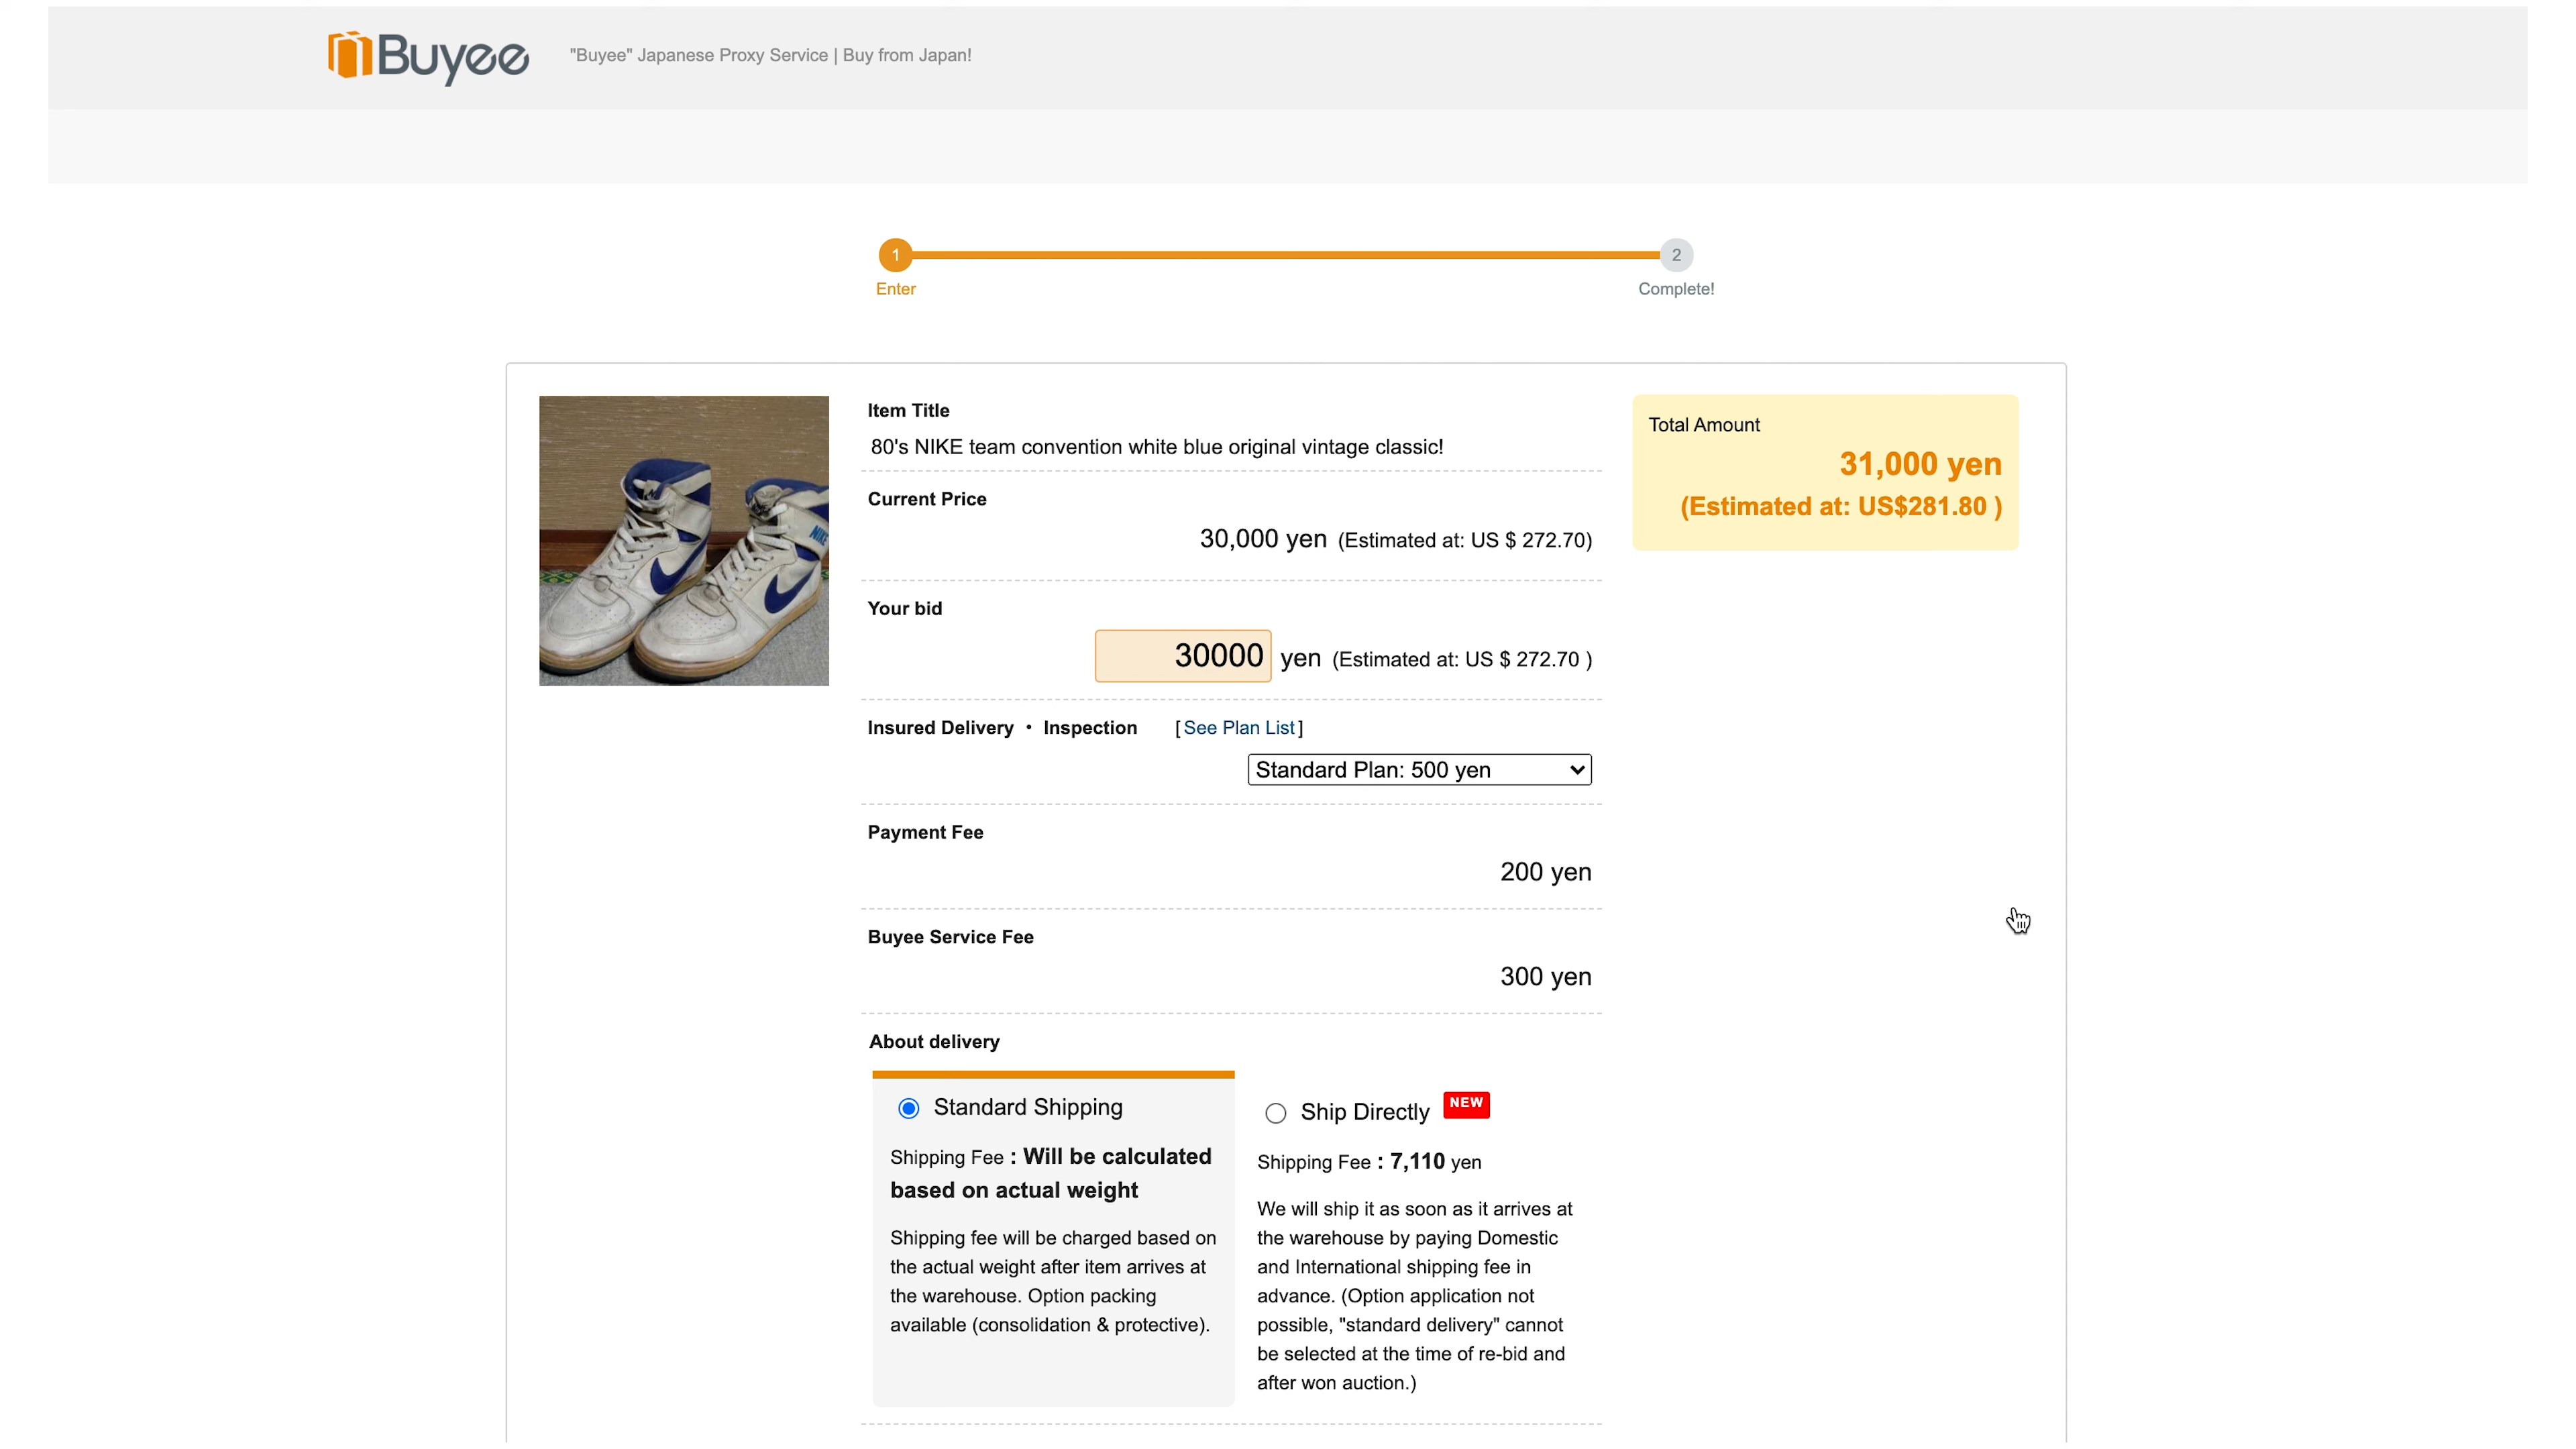 Buyee "Buyee" Japanese Proxy Service | Buy from Japan!
1 2
Enter Complete!
Item Title
80's NIKE team convention white blue original vintage classic!
Total Amount
31,000 yen
(Estimated at: US$281.80 )
Current Price
30,000 yen (Estimated at: US $ 272.70)
NIKE
Your bid
30000 yen (Estimated at: US $ 272.70 )
Insured Delivery・Inspection [See Plan List]
Standard Plan: 500 yen
Payment Fee
200 yen
Buyee Service Fee
300 yen
About delivery
Standard Shipping
Shipping Fee : Will be calculated
based on actual weight
Shipping fee will be charged based on
the actual weight after item arrives at
the warehouse. Option packing
available (consolidation & protective).
Ship Directly NEW
Shipping Fee : 7,110 yen
We will ship it as soon as it arrives at
the warehouse by paying Domestic
and International shipping fee in
advance. (Option application not
possible, "standard delivery" cannot
be selected at the time of re-bid and
after won auction.)